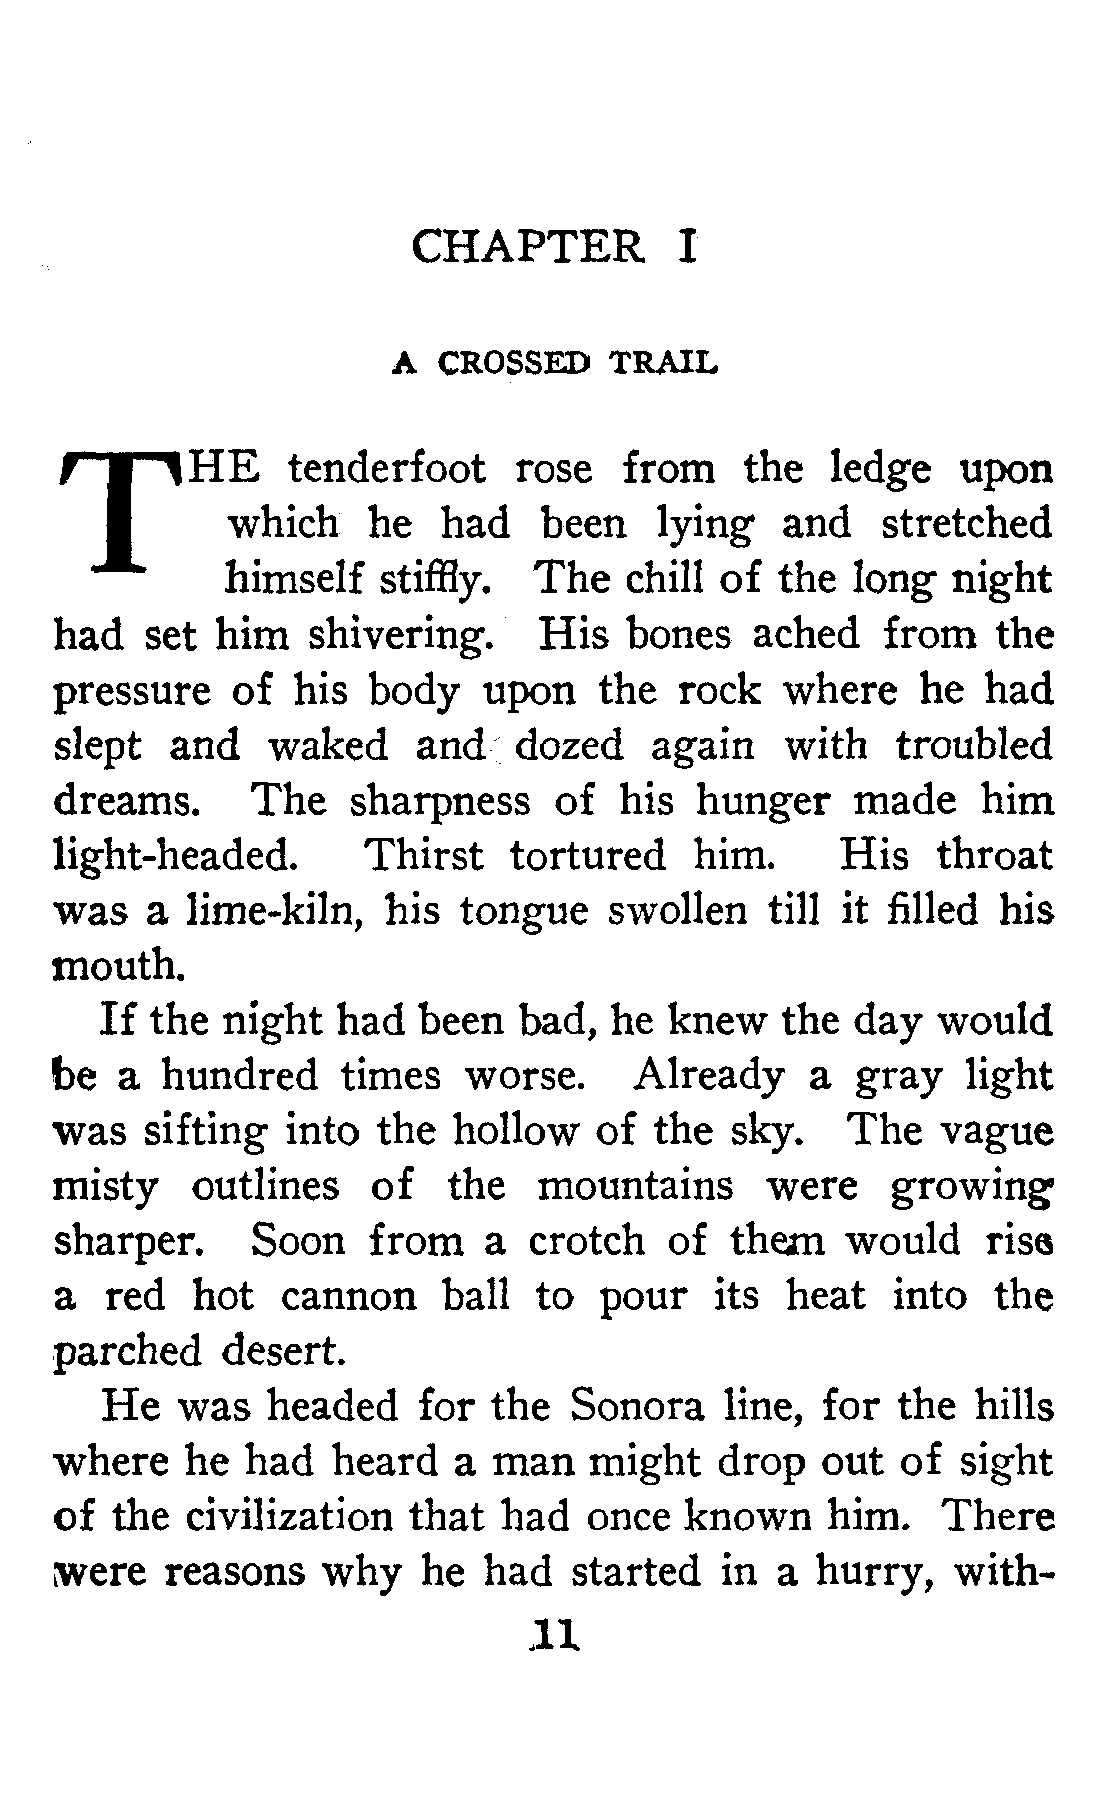 CHAPTER I
A CROSSED TRAIL
THE tenderfoot rose from the ledge upon
which he had been lying and stretched
himself stiffly. The chill of the long night
had set him shivering. His bones ached from the
pressure of his body upon the rock where he had
slept and waked and dozed again with troubled
dreams. The sharpness of his hunger made him
light-headed. Thirst tortured him. His throat
was a lime-kiln, his tongue swollen till it filled his
mouth.
If the night had been bad, he knew the day would
be a hundred times worse. Already a gray light
was sifting into the hollow of the sky. The vague
misty outlines of the mountains were growing
sharper. Soon from a crotch of them would rise
a red hot cannon ball to pour its heat into the
parched desert.
He was headed for the Sonora line, for the hills
where he had heard a man might drop out of sight
of the civilization that had once known him. There
were reasons why he had started in a hurry, with-
11